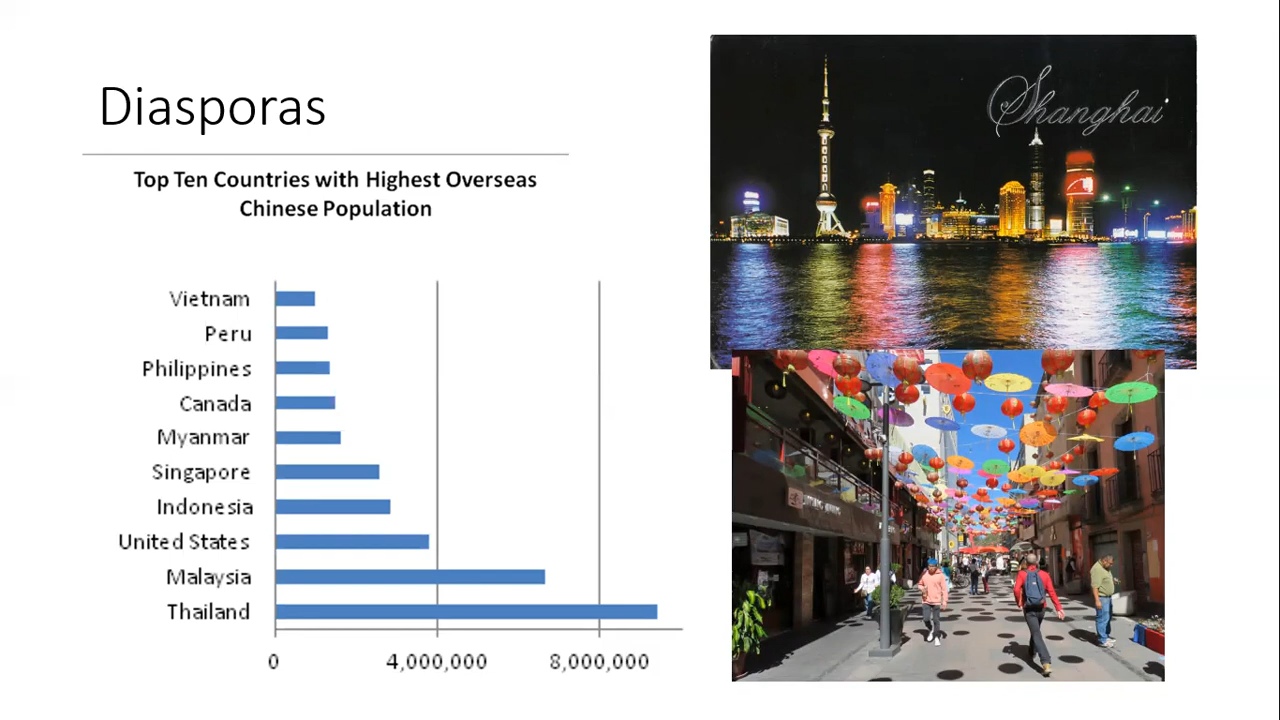 Diasporas
Top Ten Countries with Highest Overseas
Chinese Population
Vietnam
Peru
Philippines
Canada
Myanmar
Singapore
Indonesia
United States
Malaysia
Thailand
0 4,000,000 8,000,000
Shanghai